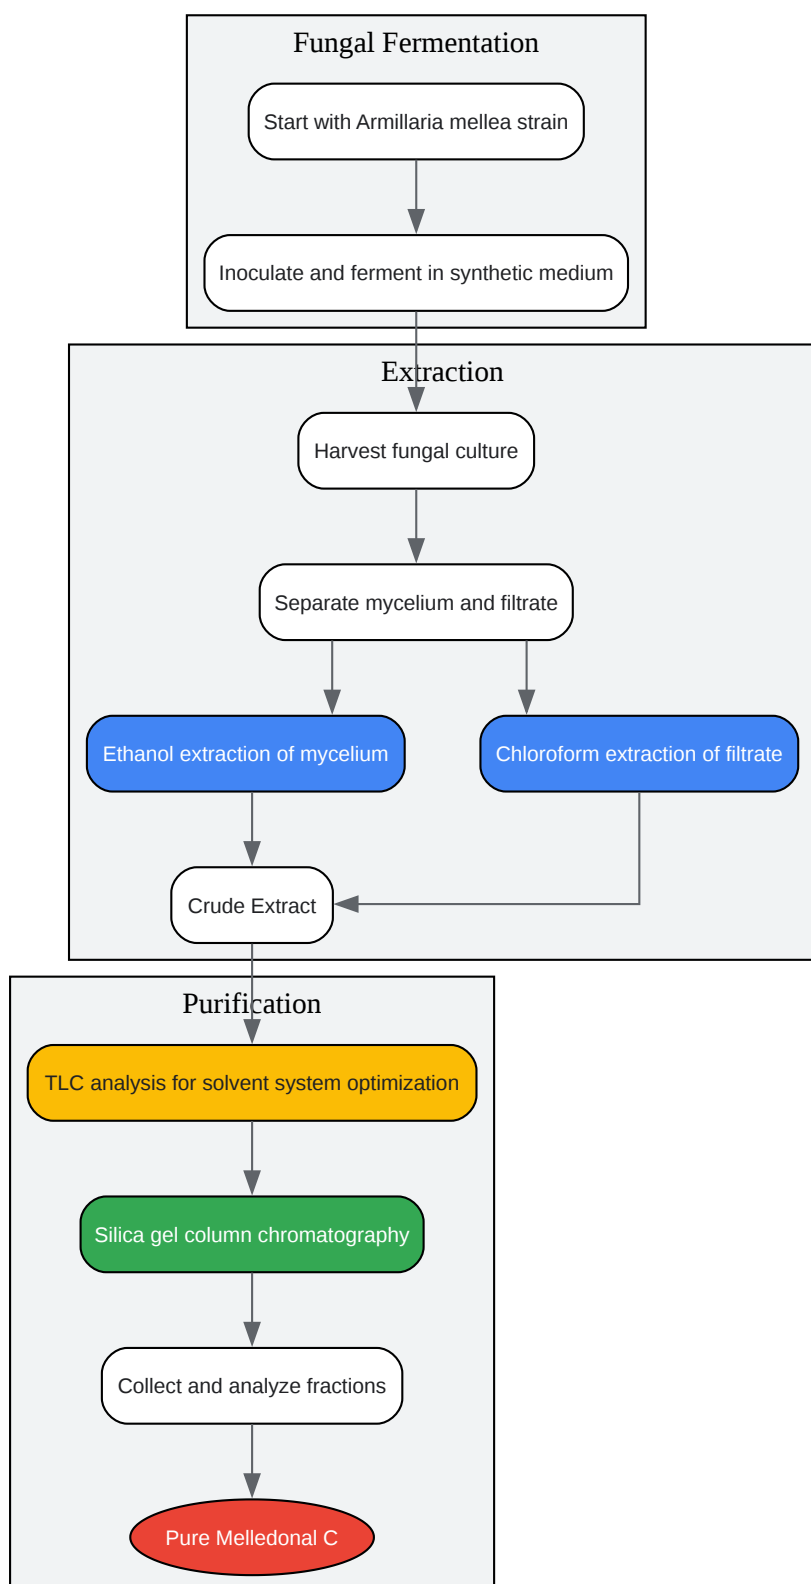 Fungal Fermentation
Start with Armillaria mellea strain
Inoculate and ferment in synthetic medium
Extraction
Harvest fungal culture
Separate mycelium and filtrate
Ethanol extraction of mycelium
Chloroform extraction of filtrate
Crude Extract
Purification
TLC analysis for solvent system optimization
Silica gel column chromatography
Collect and analyze fractions
Pure Melledonal C